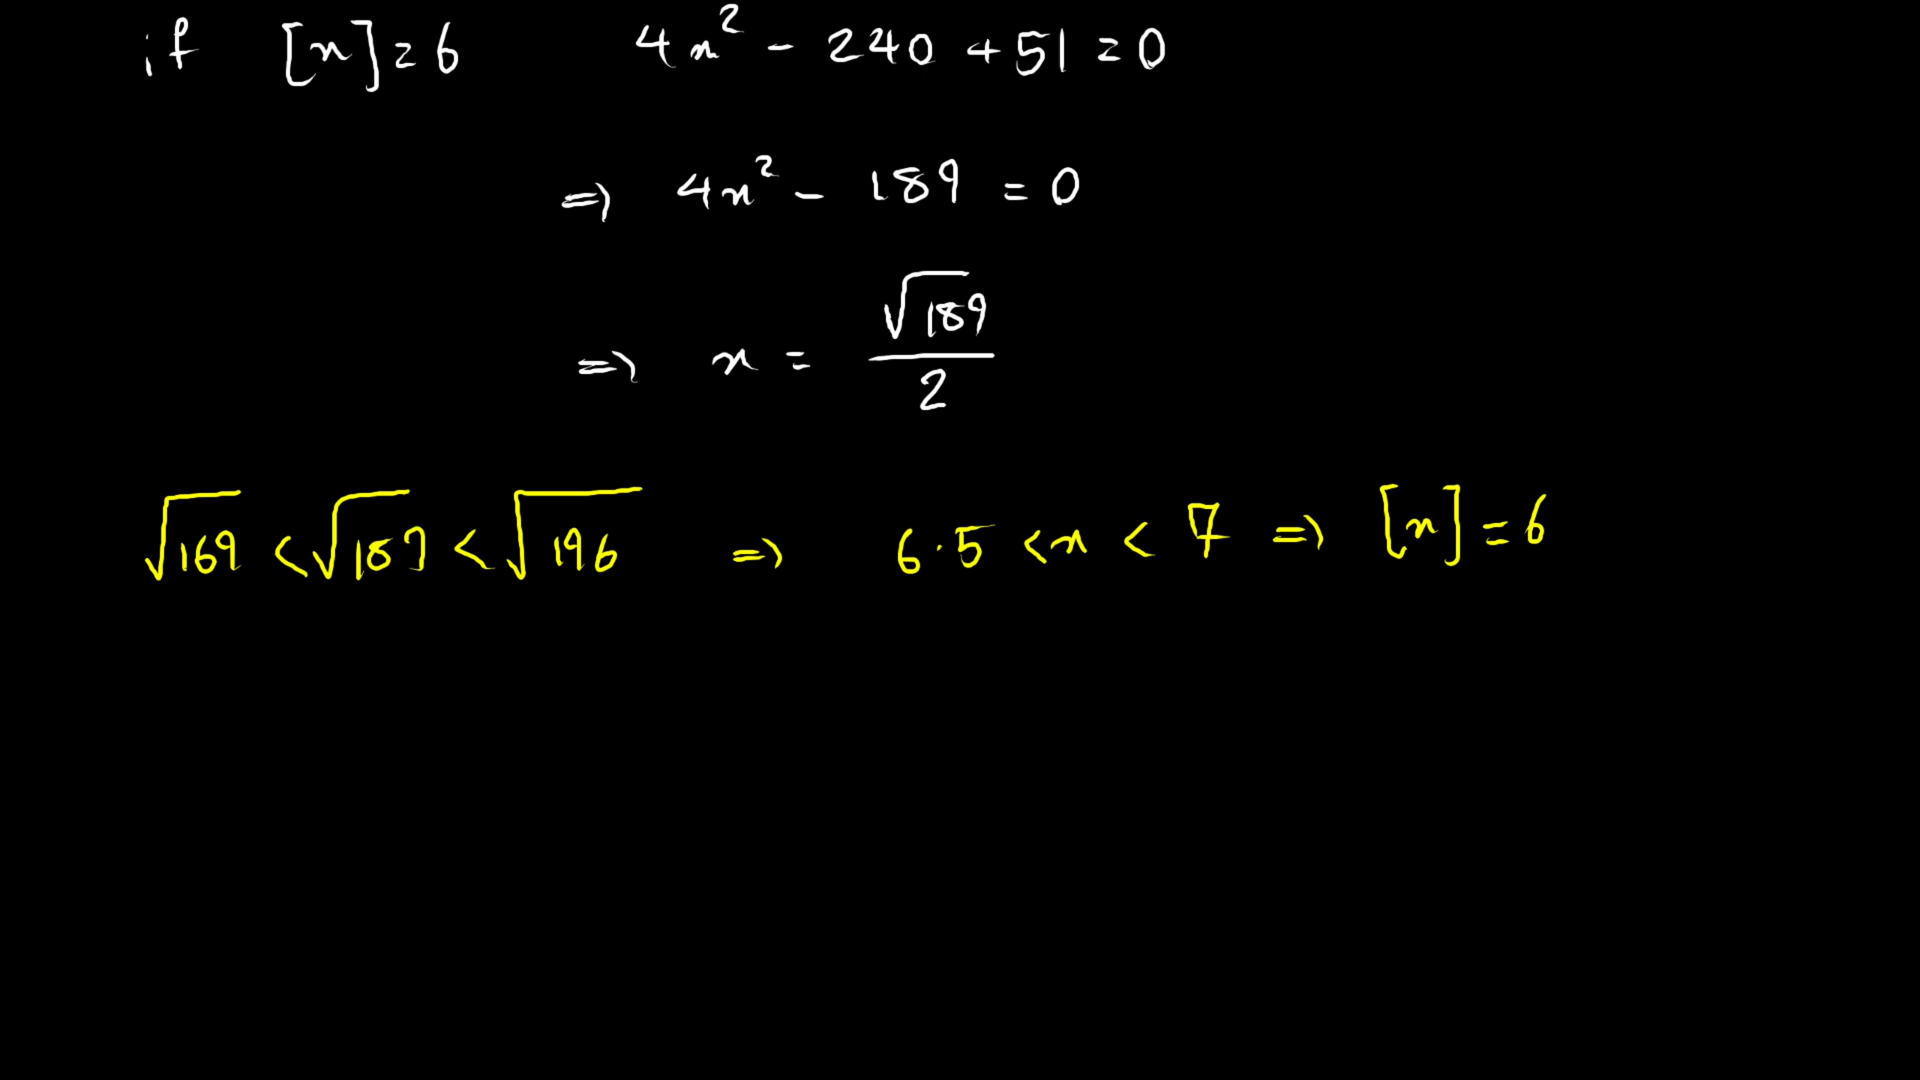 if [x]=6 4x² - 240 + 51 = 0
=> 4x² - 189 = 0
=> x = √189 / 2
√169 < √189 < √196 => 6.5 < x < 7 => [x] = 6